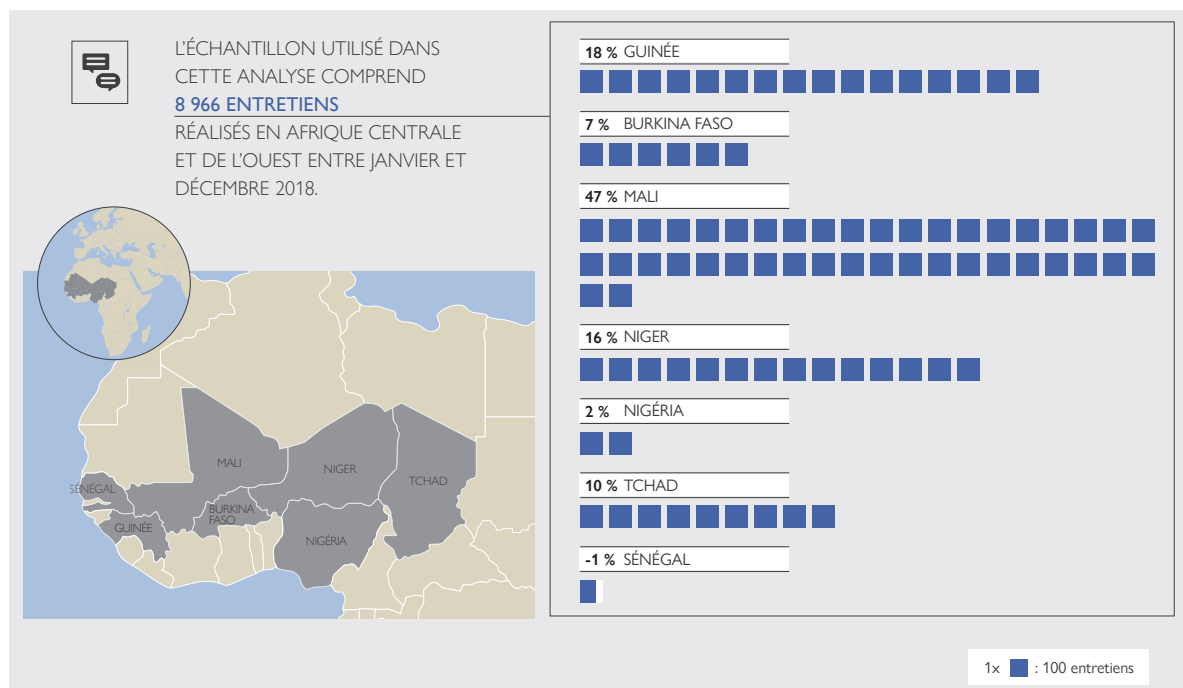 L'ÉCHANTILLON UTILISÉ DANS
CETTE ANALYSE COMPREND
8 966 ENTRETIENS
RÉALISÉS EN AFRIQUE CENTRALE
ET DE L'OUEST ENTRE JANVIER ET
DÉCEMBRE 2018.
18 % GUINÉE
7 % BURKINA FASO
47 % MALI
16 % NIGER
2 % NIGÉRIA
10 % TCHAD
-1 % SÉNÉGAL
MALI
NIGER
TCHAD
SÉNÉGAL
BURKINA
FASO
GUINÉE
NIGÉRIA
1x : 100 entretiens